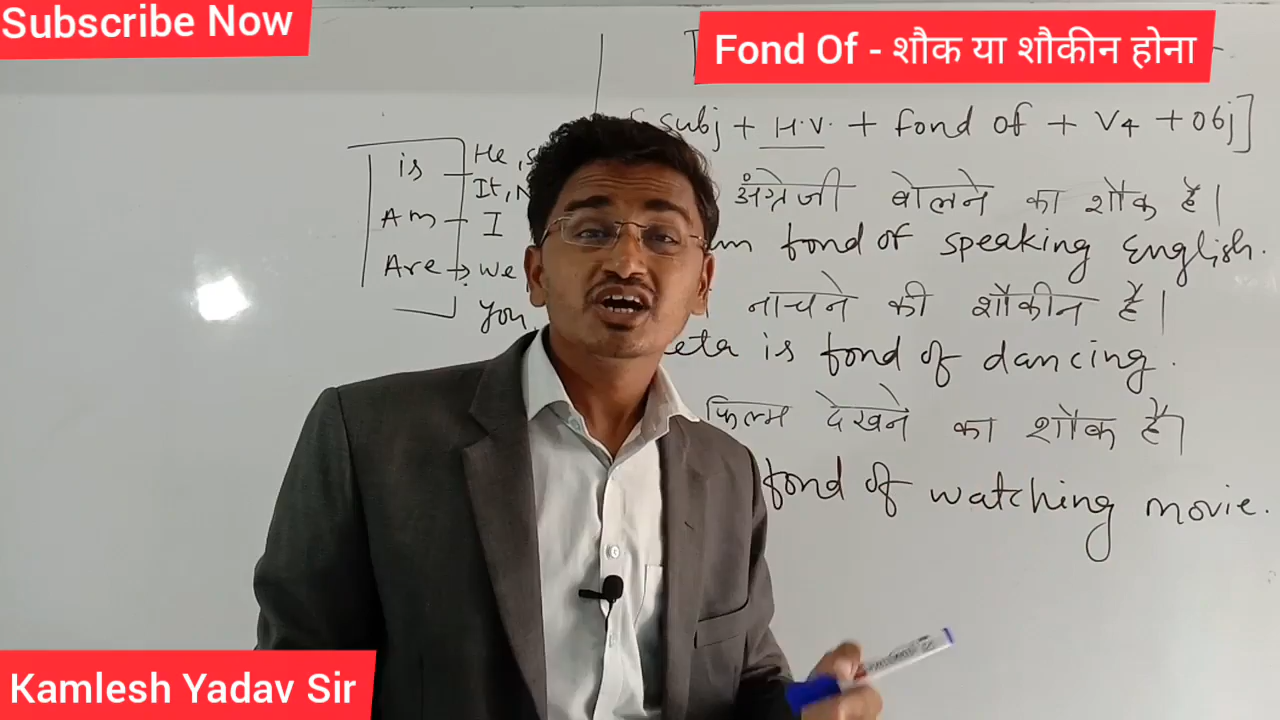 Subscribe Now
Fond Of - शौक या शौकीन होना
subj + H.V. + fond of + V4 + obj]
is He,
It,
Am I
Are → we
you,
अंग्रेजी बोलने का शौक है।
fond of speaking English.
नाचने की शौकीन है।
is fond of dancing.
फिल्म देखने का शौक है।
fond of watching movie.
Kamlesh Yadav Sir